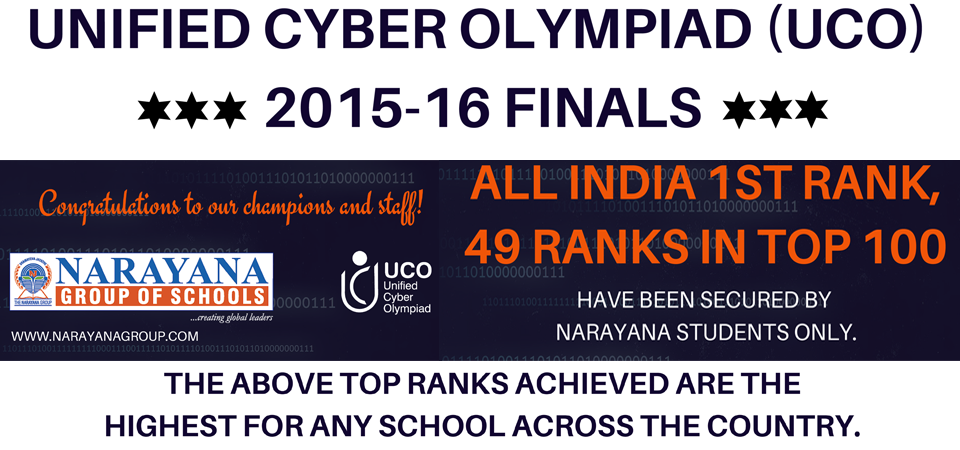 UNIFIED CYBER OLYMPIAD (UCO)
2015-16 FINALS
Congratulations to our champions and staff!
NARAYANA
GROUP OF SCHOOLS
...creating global leaders
THE NARAYANA GROUP
WWW.NARAYANAGROUP.COM
UCO
Unified
Cyber
Olympiad
ALL INDIA 1ST RANK,
49 RANKS IN TOP 100
HAVE BEEN SECURED BY
NARAYANA STUDENTS ONLY.
THE ABOVE TOP RANKS ACHIEVED ARE THE
HIGHEST FOR ANY SCHOOL ACROSS THE COUNTRY.